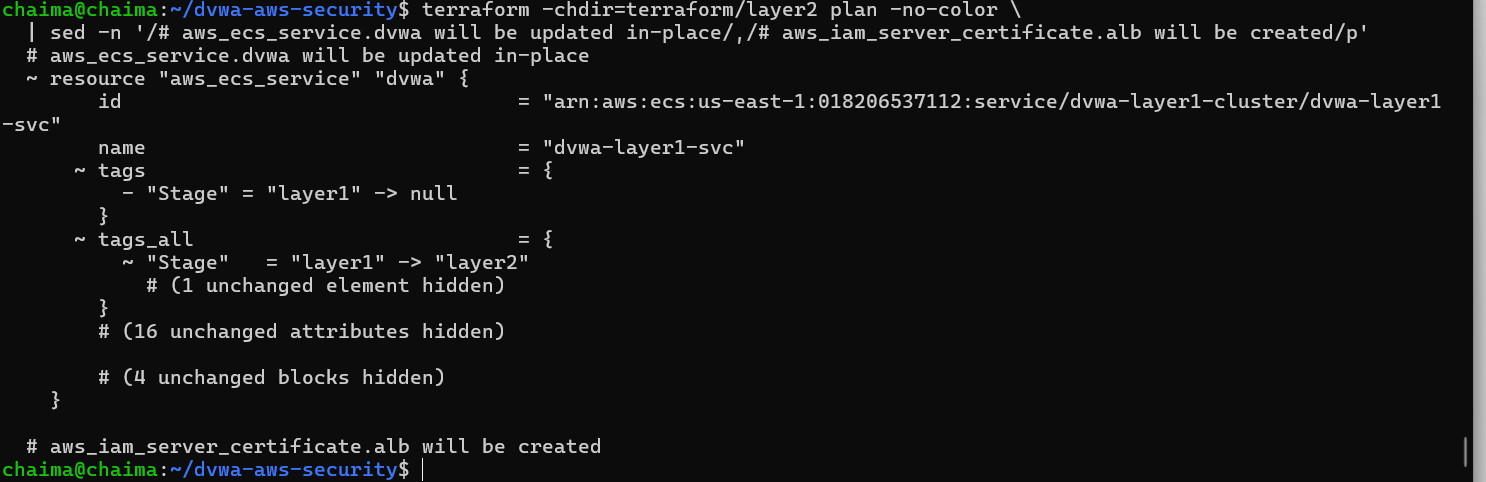 chaima@chaima:~/dvwa-aws-security$ terraform -chdir=terraform/layer2 plan -no-color \
  | sed -n '/# aws_ecs_service.dvwa will be updated in-place/,/# aws_iam_server_certificate.alb will be created/p'
  # aws_ecs_service.dvwa will be updated in-place
  ~ resource "aws_ecs_service" "dvwa" {
        id                                 = "arn:aws:ecs:us-east-1:018206537112:service/dvwa-layer1-cluster/dvwa-layer1
-svc"
        name                               = "dvwa-layer1-svc"
      ~ tags                               = {
          - "Stage" = "layer1" -> null
        }
      ~ tags_all                           = {
          ~ "Stage"   = "layer1" -> "layer2"
            # (1 unchanged element hidden)
        }
        # (16 unchanged attributes hidden)

        # (4 unchanged blocks hidden)
    }

  # aws_iam_server_certificate.alb will be created
chaima@chaima:~/dvwa-aws-security$